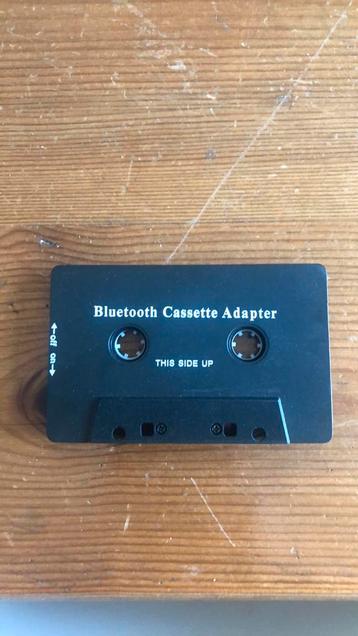 Bluetooth Cassette Adapter
THIS SIDE UP
←off on→